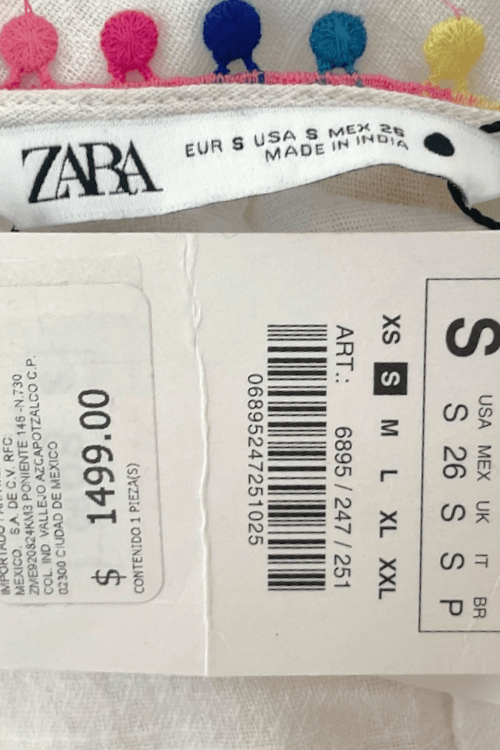 ZARA
EUR S USA S MEX 26
MADE IN INDIA
S
USA MEX UK IT BR
S 26 S S P
XS S M L XL XXL
ART.: 6895 / 247 / 251
06895247251025
MEXICO, S.A. DE C.V. RFC.
ZME920824KM3 PONIENTE 146 -N.730
COL. IND VALLEJO AZCAPOTZALCO C.P.
02300 CIUDAD DE MEXICO
$ 1499.00
CONTENIDO 1 PIEZA(S)